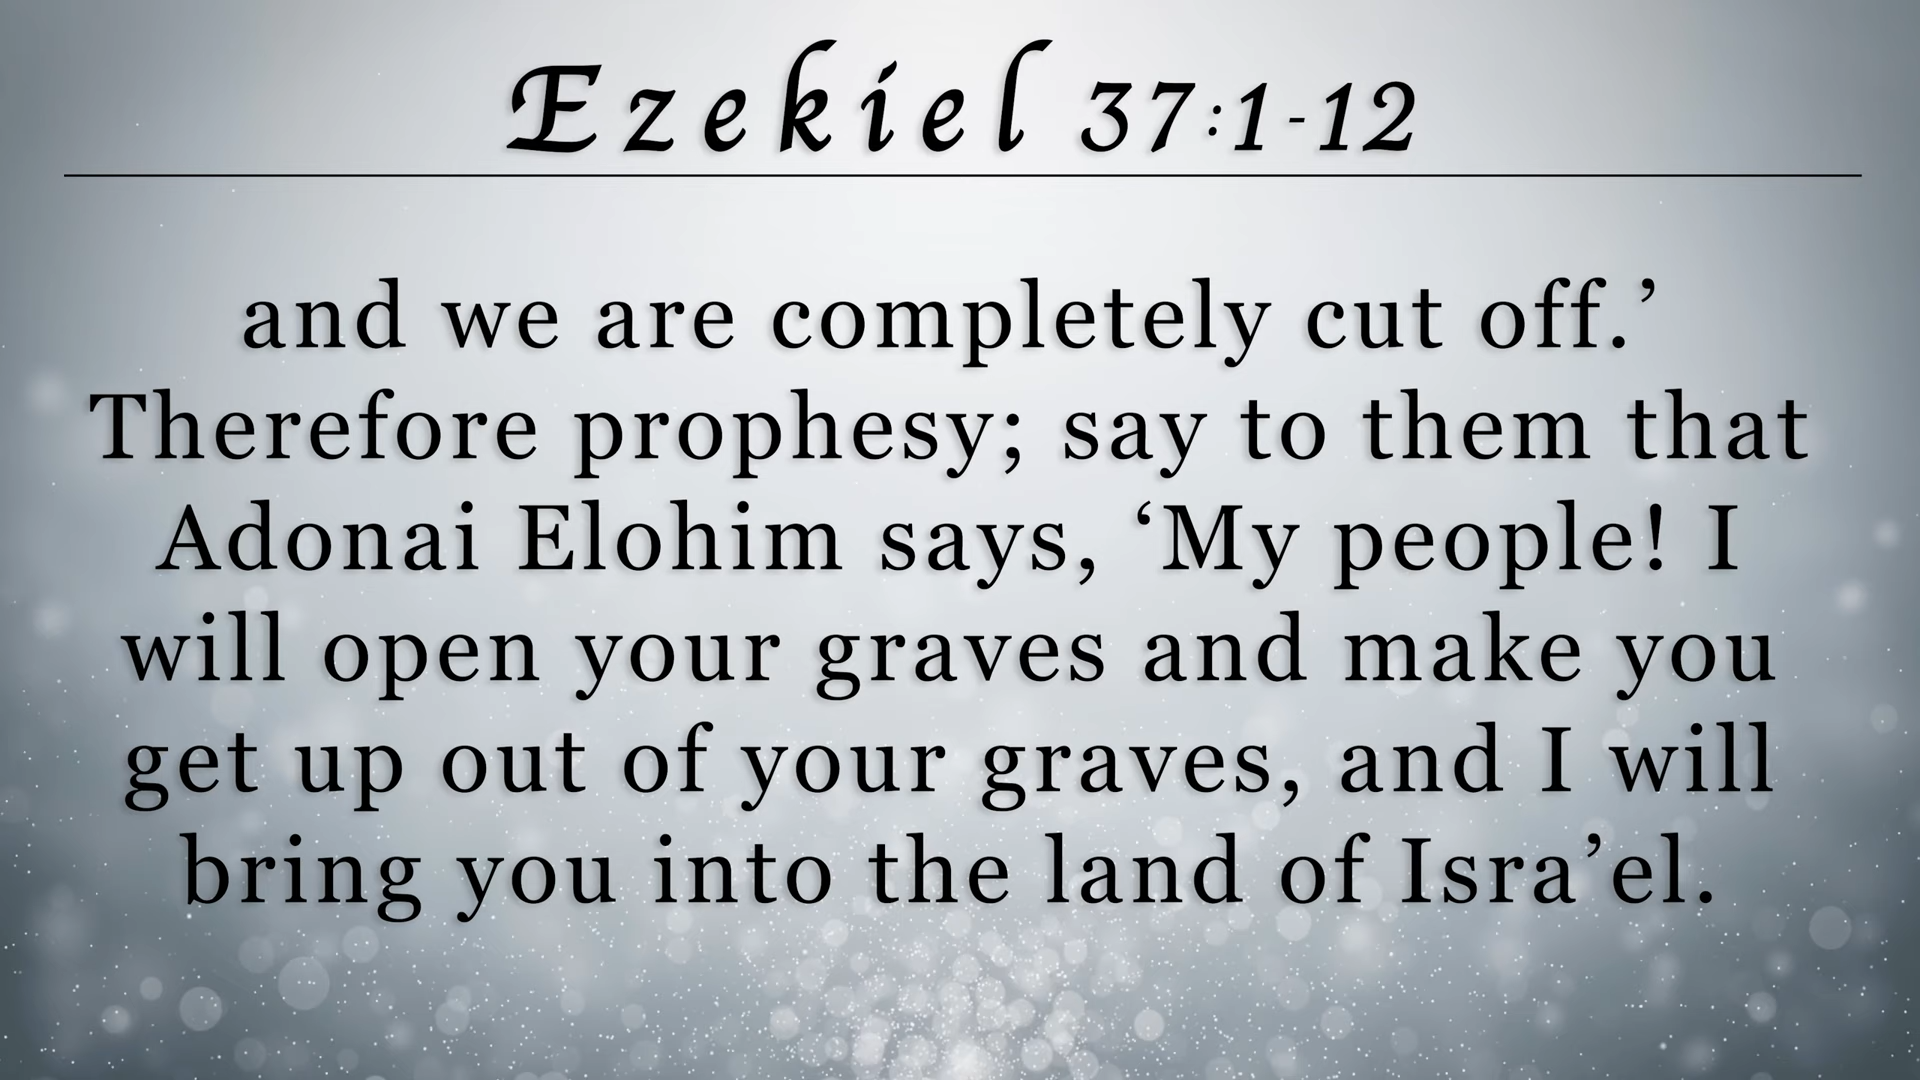 Ezekiel 37:1-12
and we are completely cut off.’
Therefore prophesy; say to them that
Adonai Elohim says, ‘My people! I
will open your graves and make you
get up out of your graves, and I will
bring you into the land of Isra’el.